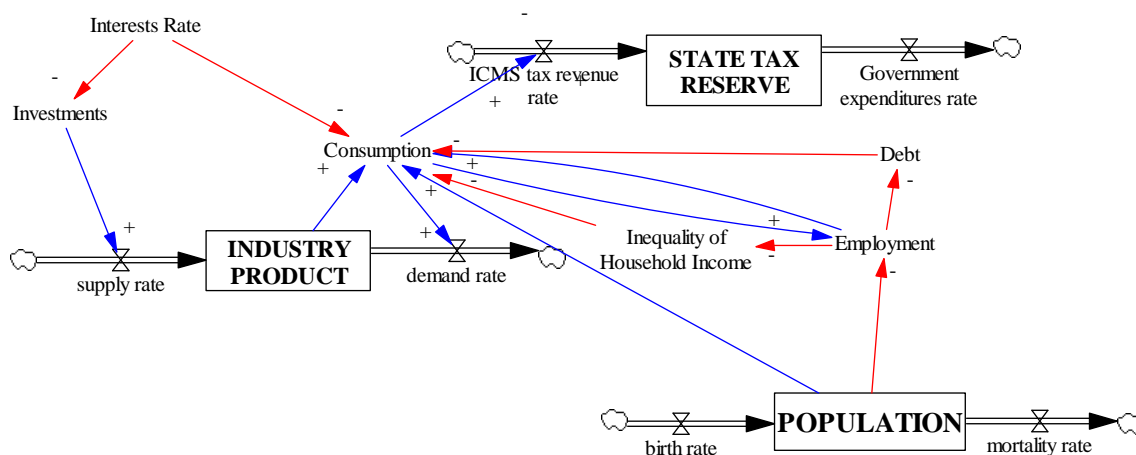 -
Interests Rate
ICMS tax revenue
rate
STATE TAX
RESERVE
Government
expenditures rate
-
Investments
-
+
+
Consumption
+
-
+
Debt
-
+
-
+
+
Inequality of
Household Income
-
Employment
-
+
supply rate
INDUSTRY
PRODUCT
+
demand rate
birth rate
POPULATION
mortality rate